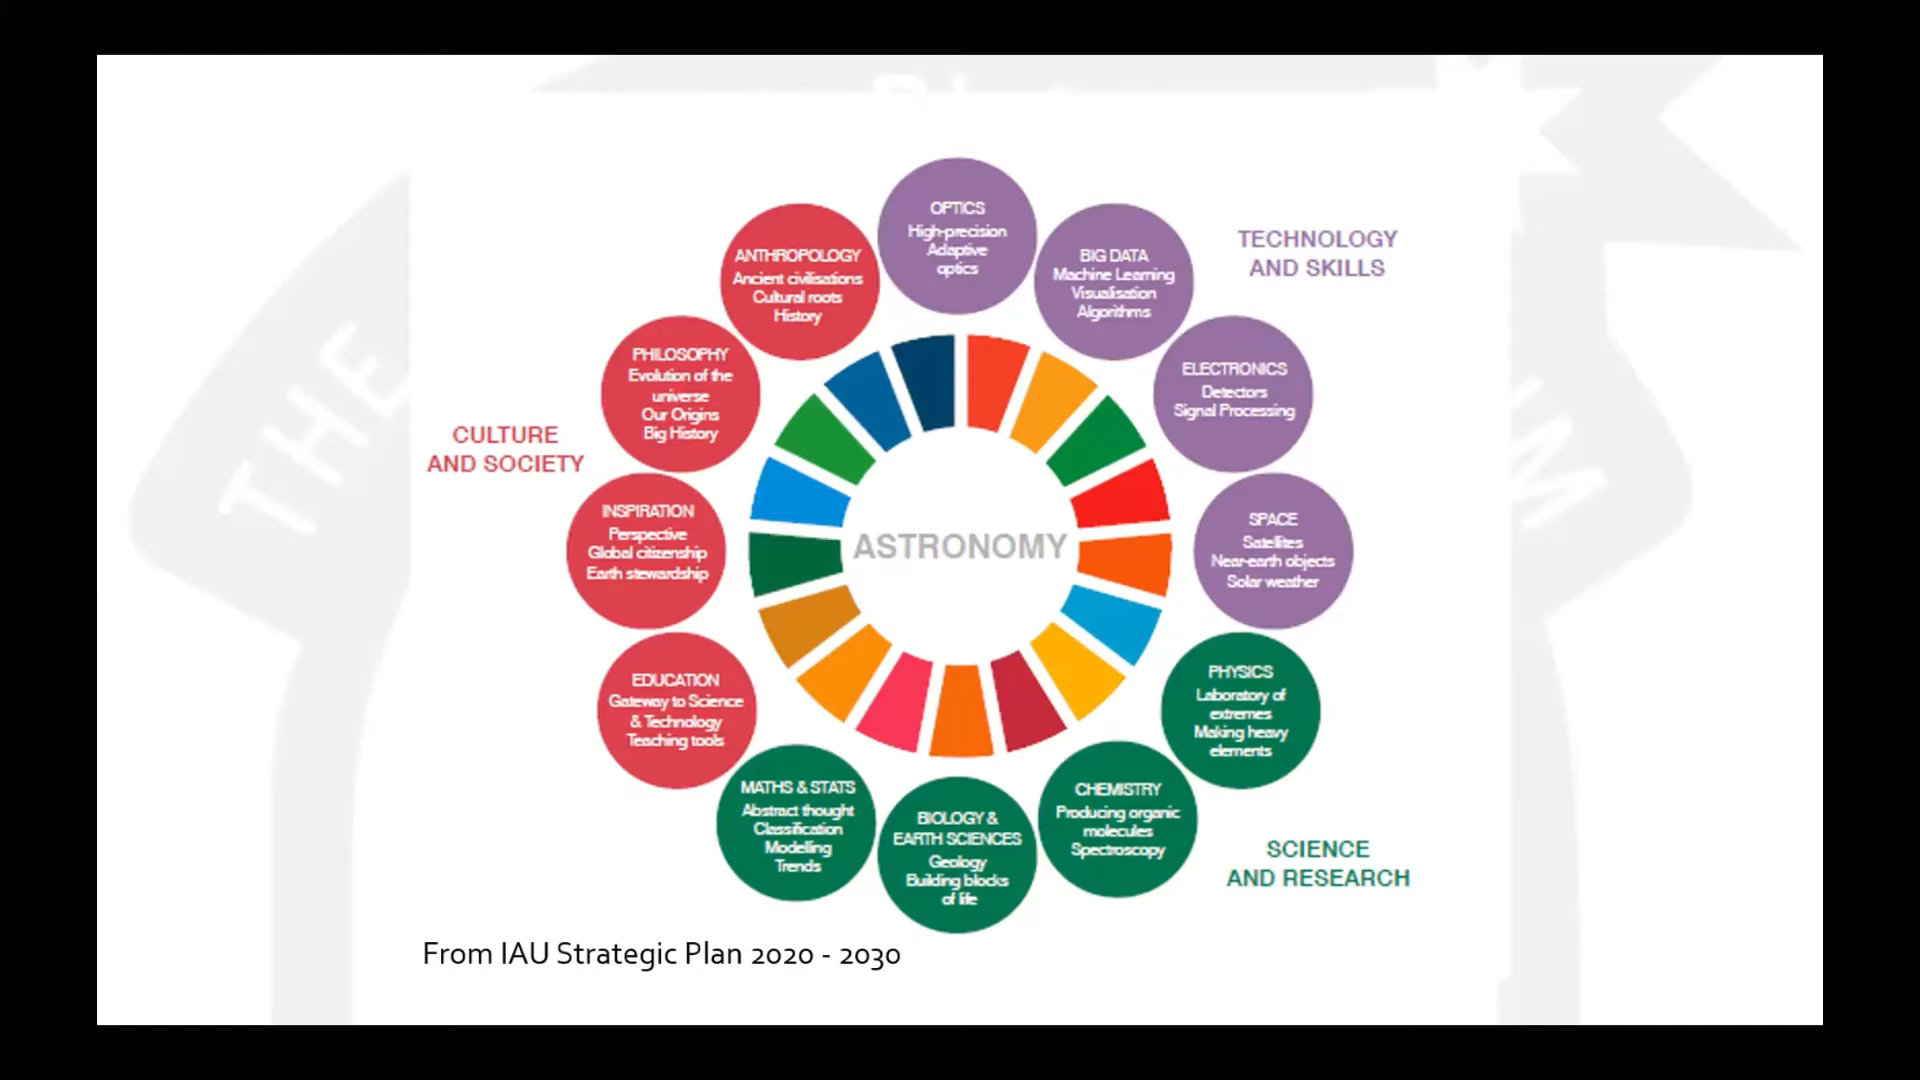 OPTICS
High-precision
Adaptive
optics
BIG DATA
Machine Learning
Visualisation
Algorithms
TECHNOLOGY
AND SKILLS
ELECTRONICS
Detectors
Signal Processing
SPACE
Satellites
Near-earth objects
Solar weather
PHYSICS
Laboratory of
extremes
Making heavy
elements
CHEMISTRY
Producing organic
molecules
Spectroscopy
SCIENCE
AND RESEARCH
BIOLOGY &
EARTH SCIENCES
Geology
Building blocks
of life
MATHS & STATS
Abstract thought
Classification
Modelling
Trends
EDUCATION
Gateway to Science
& Technology
Teaching tools
INSPIRATION
Perspective
Global citizenship
Earth stewardship
CULTURE
AND SOCIETY
PHILOSOPHY
Evolution of the
universe
Our Origins
Big History
ANTHROPOLOGY
Ancient civilisations
Cultural roots
History
ASTRONOMY
From IAU Strategic Plan 2020 - 2030
THE